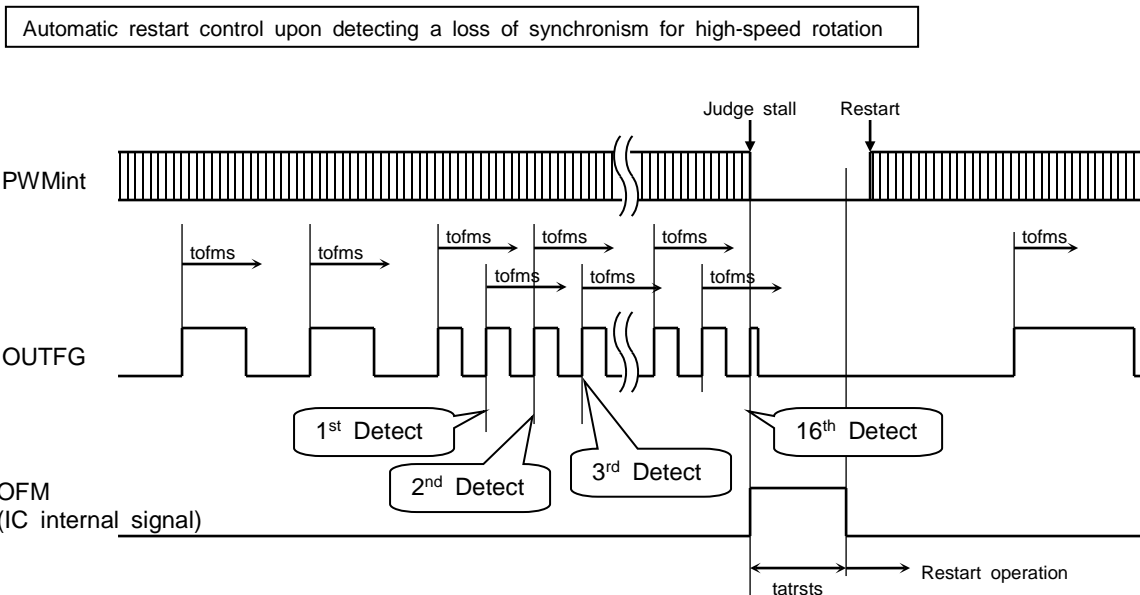 Automatic restart control upon detecting a loss of synchronism for high-speed rotation
Judge stall
Restart
PWMint
tofms
tofms
tofms
tofms
tofms
tofms
tofms
tofms
tofms
OUTFG
1st Detect
2nd Detect
3rd Detect
16th Detect
OFM
(IC internal signal)
Restart operation
tatrsts